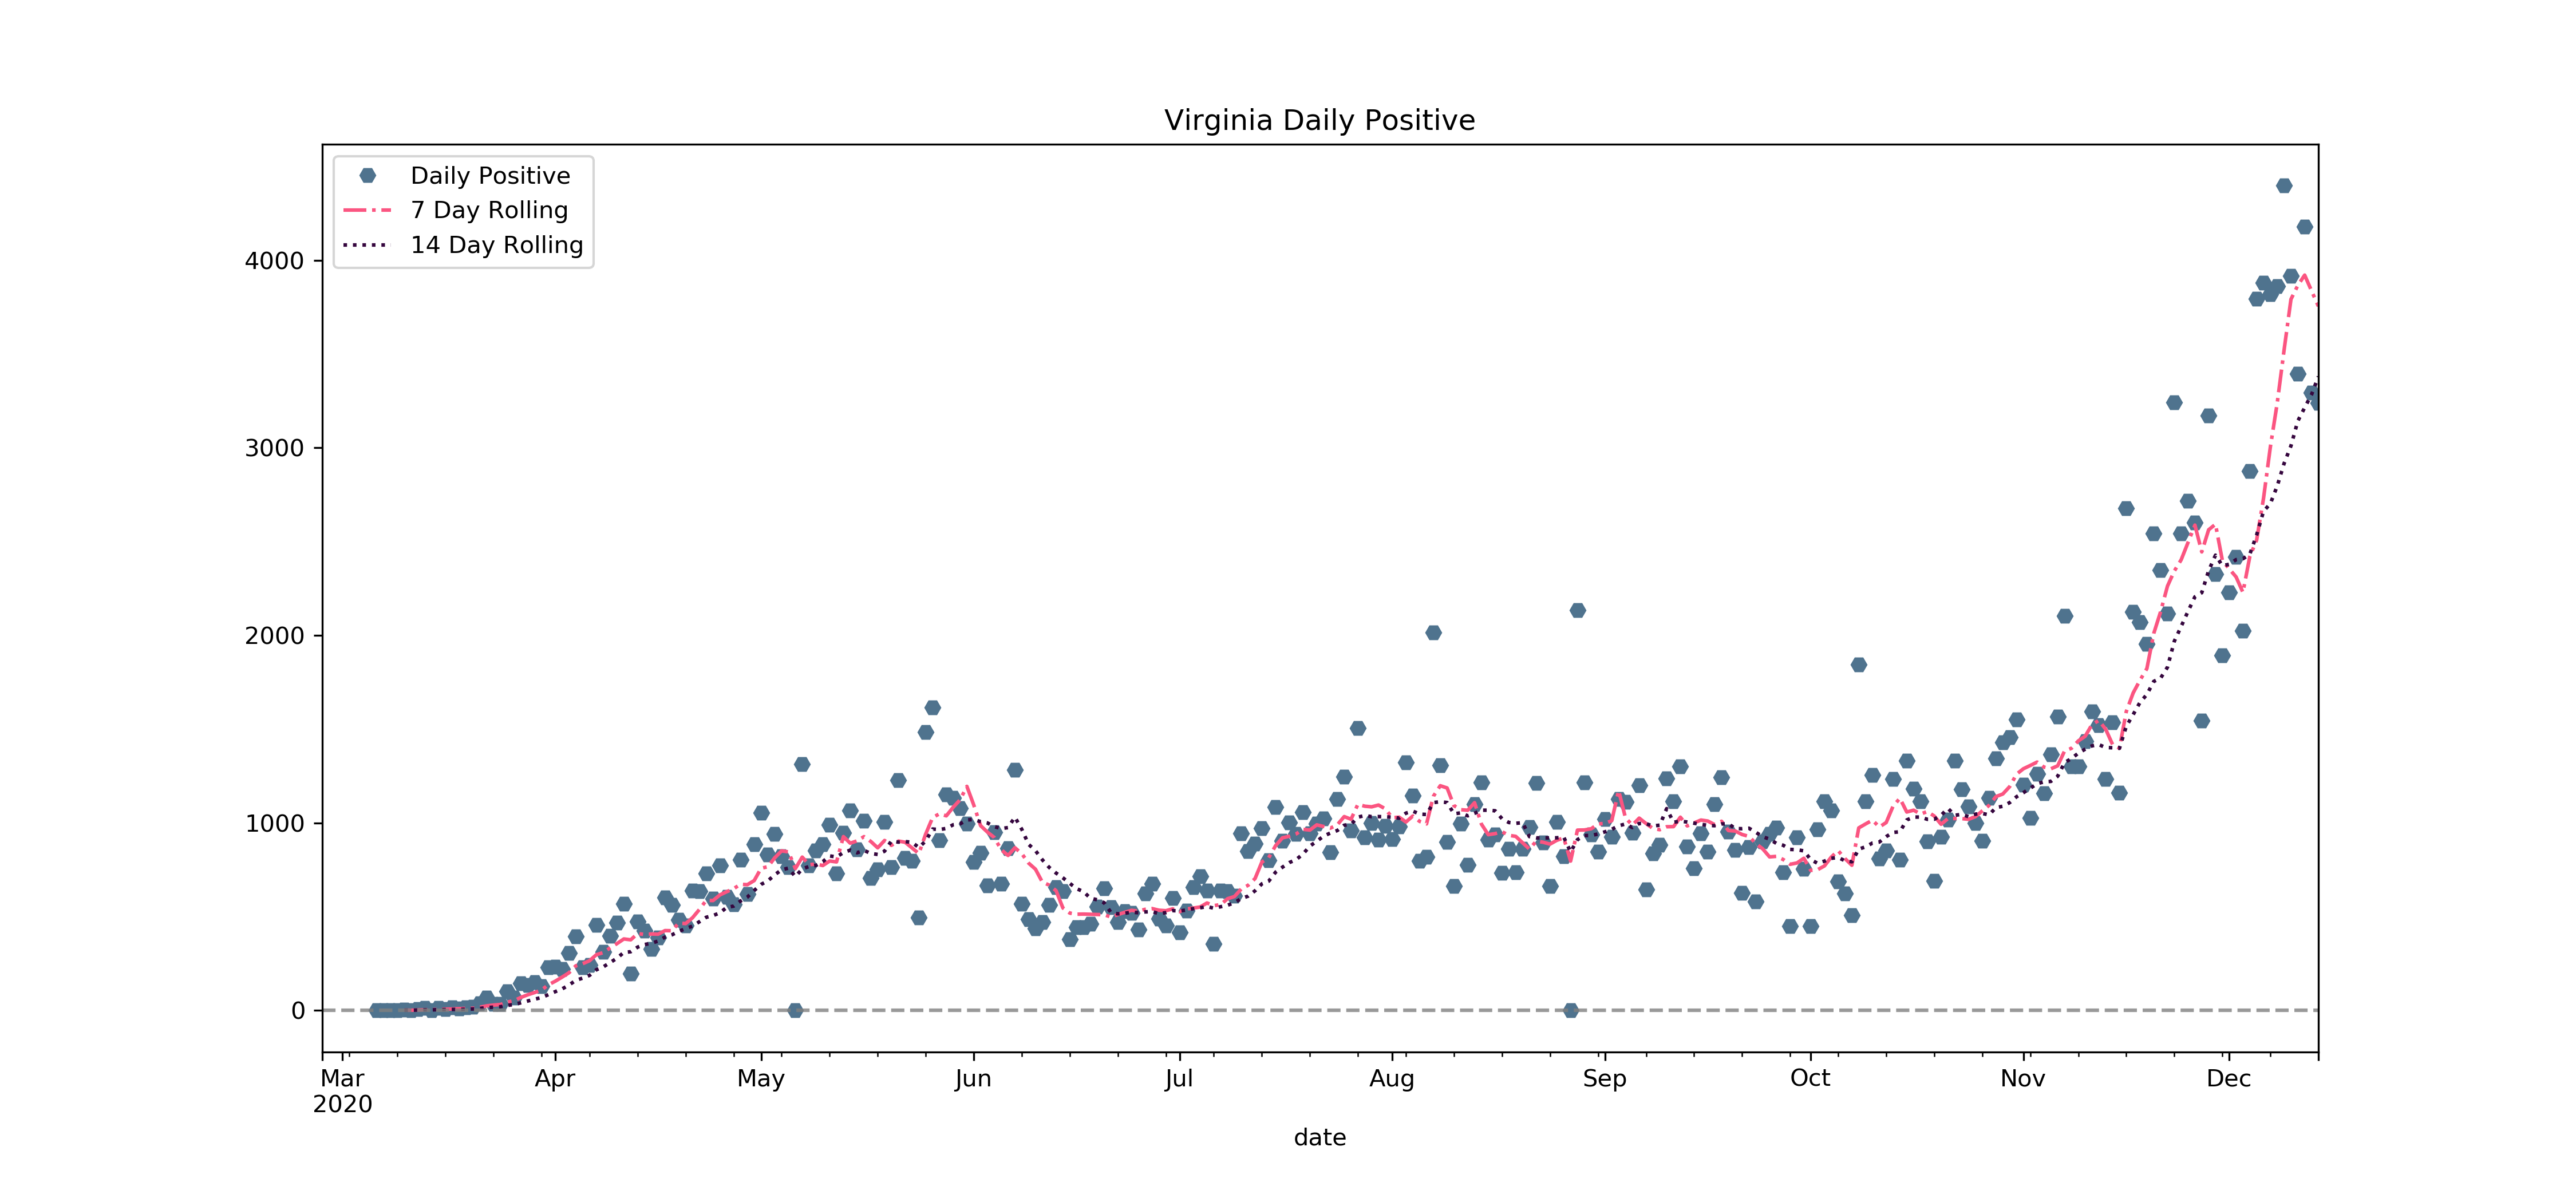 Virginia Daily Positive
Daily Positive
7 Day Rolling
14 Day Rolling
4000
3000
2000
1000
0
Mar Apr May Jun Jul Aug Sep Oct Nov Dec
2020
date